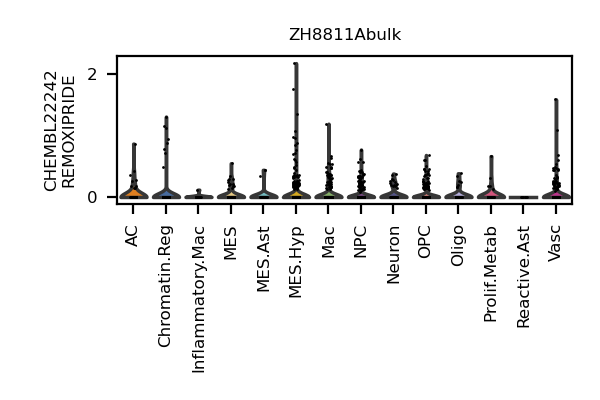 ZH8811Abulk
CHEMBL22242
REMOXIPRIDE
2
0
AC
Chromatin.Reg
Inflammatory.Mac
MES
MES.Ast
MES.Hyp
Mac
NPC
Neuron
OPC
Oligo
Prolif.Metab
Reactive.Ast
Vasc